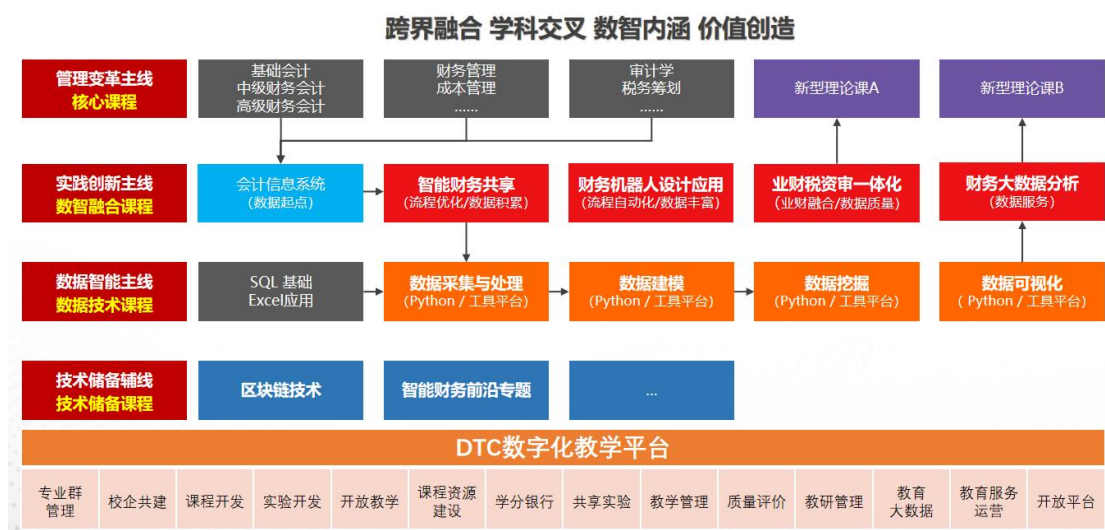 跨界融合 学科交叉 数智内涵 价值创造
管理变革主线
核心课程
基础会计
中级财务会计
高级财务会计
财务管理
成本管理
......
审计学
税务筹划
......
新型理论课A
新型理论课B
实践创新主线
数智融合课程
会计信息系统
(数据起点)
智能财务共享
(流程优化/数据积累)
财务机器人设计应用
(流程自动化/数据丰富)
业财税资审一体化
(业财融合/数据质量)
财务大数据分析
(数据服务)
数据智能主线
数据技术课程
SQL 基础
Excel应用
数据采集与处理
(Python / 工具平台)
数据建模
(Python / 工具平台)
数据挖掘
(Python / 工具平台)
数据可视化
( Python / 工具平台)
技术储备辅线
技术储备课程
区块链技术
智能财务前沿专题
...
DTC数字化教学平台
专业群
管理
校企共建
课程开发
实验开发
开放教学
课程资源
建设
学分银行
共享实验
教学管理
质量评价
教研管理
教育
大数据
教育服务
运营
开放平台